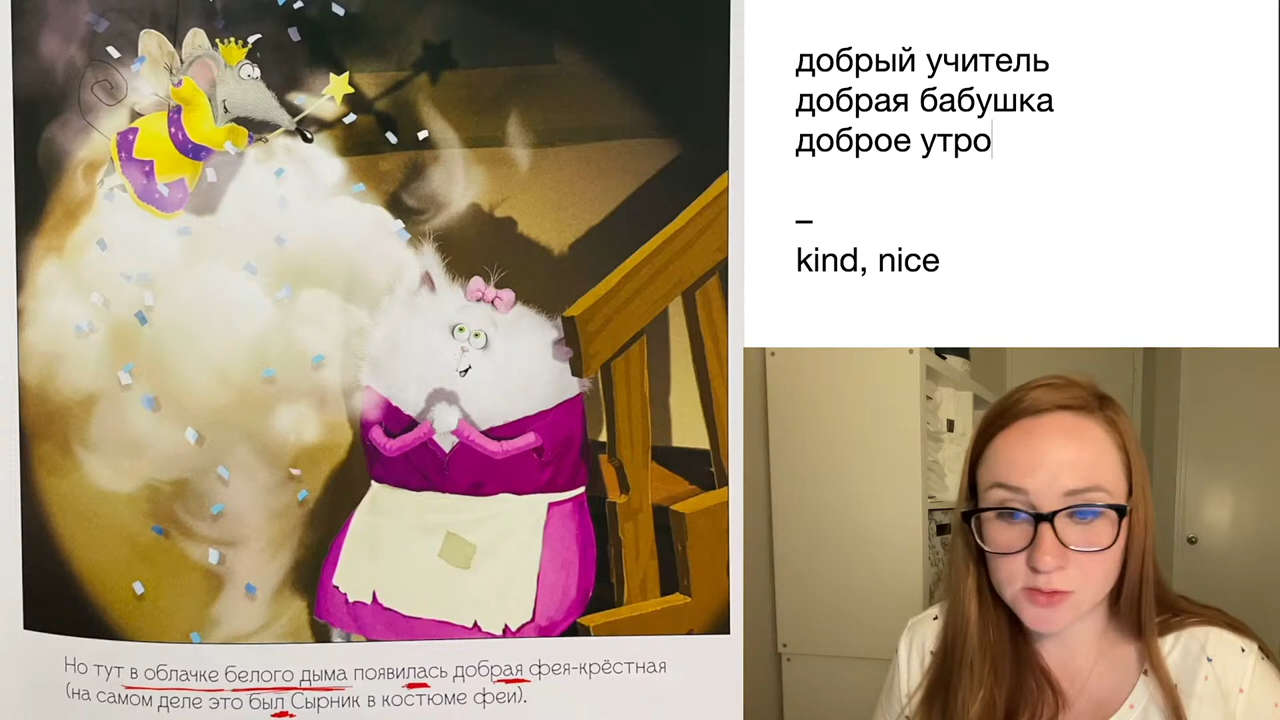 добрый учитель
добрая бабушка
доброе утро
–
kind, nice
Но тут в облачке белого дыма появилась добрая фея-крёстная
(на самом деле это был Сырник в костюме феи).